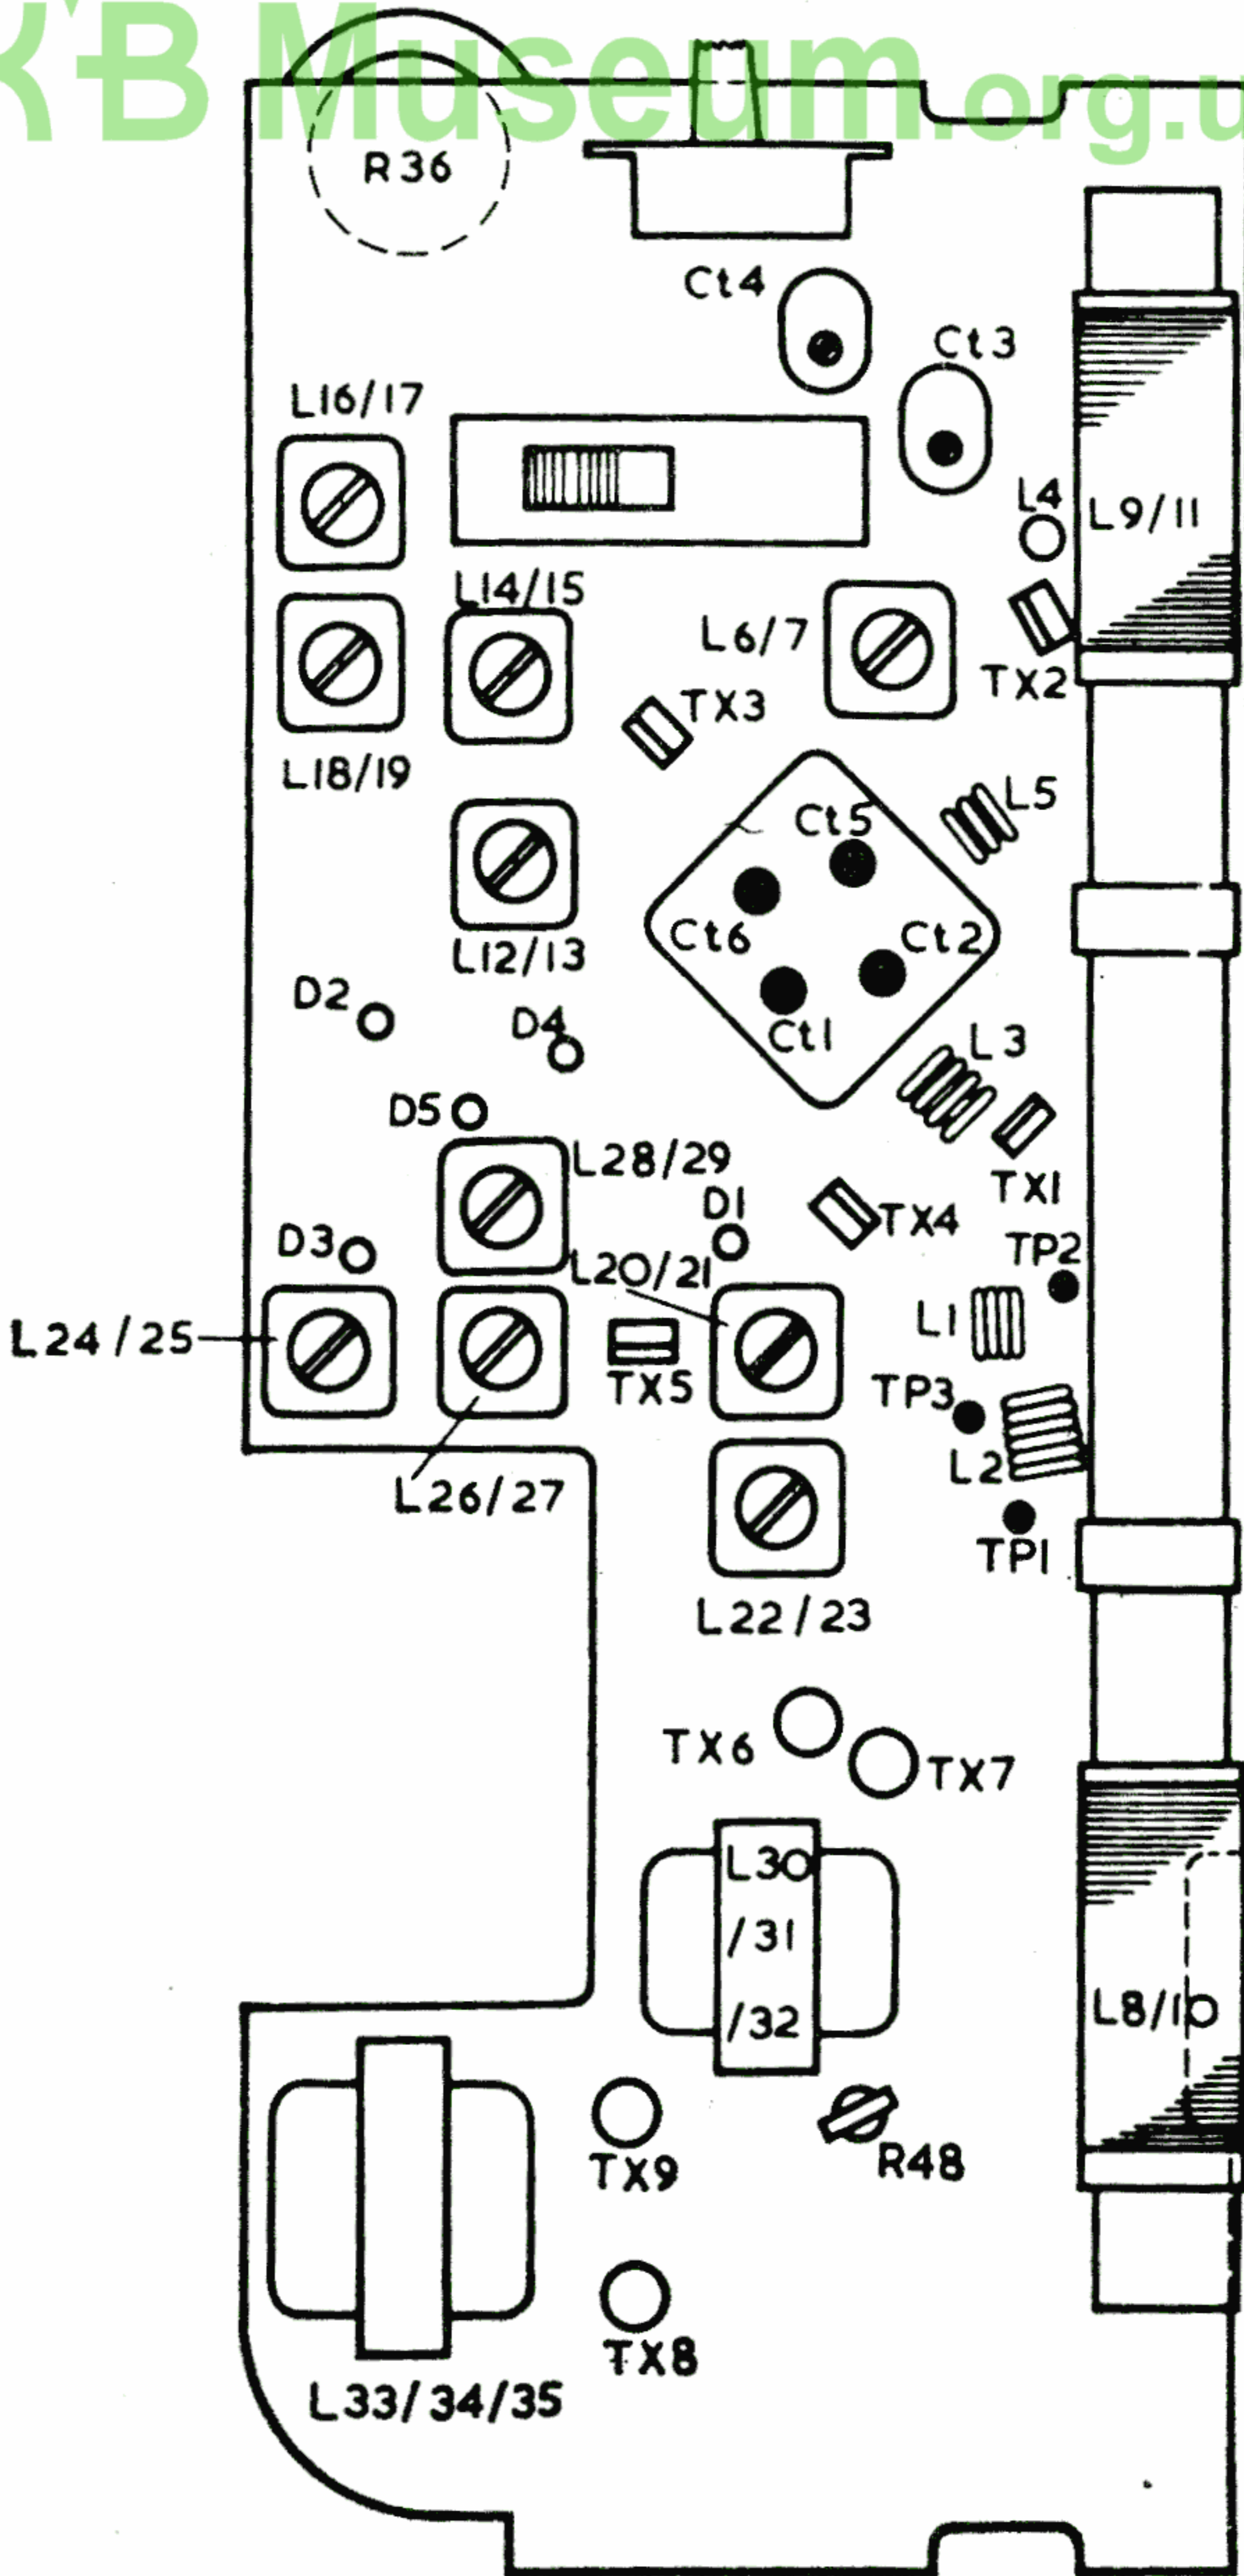 KB Museum.org.u
R36
Ct4
Ct3
L16/17
L4
L9/11
L14/15
L6/7
TX2
TX3
L18/19
L5
Ct5
Ct6
Ct2
L12/13
D2
D4
Ct1
L3
D5
L28/29
TX1
D1
TX4
D3
TP2
L20/21
L1
L24/25
TX5
TP3
L2
L26/27
TP1
L22/23
TX6
TX7
L30
/31
/32
L8/10
TX9
R48
TX8
L33/34/35